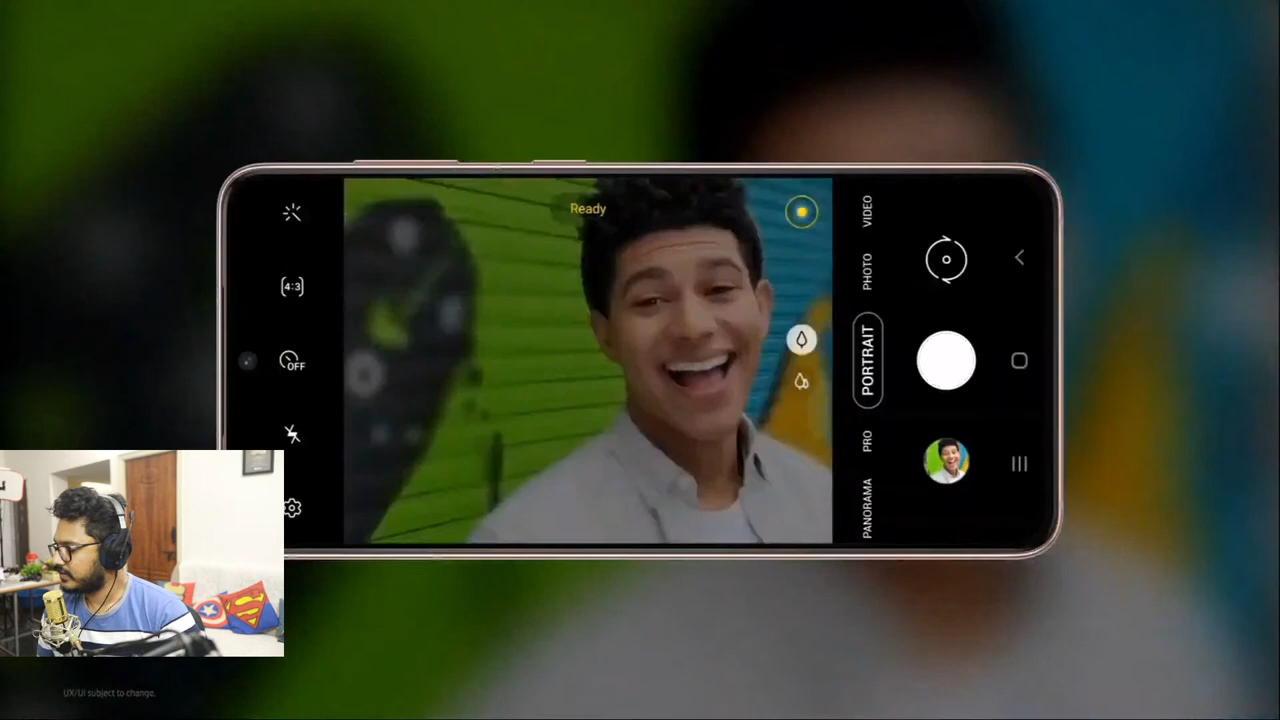 Ready
4:3
OFF
VIDEO
PHOTO
PORTRAIT
PRO
PANORAMA
UX/UI subject to change.